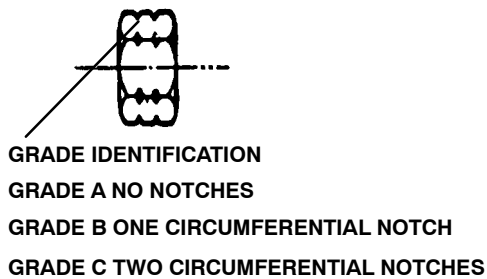 GRADE IDENTIFICATION
GRADE A NO NOTCHES
GRADE B ONE CIRCUMFERENTIAL NOTCH
GRADE C TWO CIRCUMFERENTIAL NOTCHES